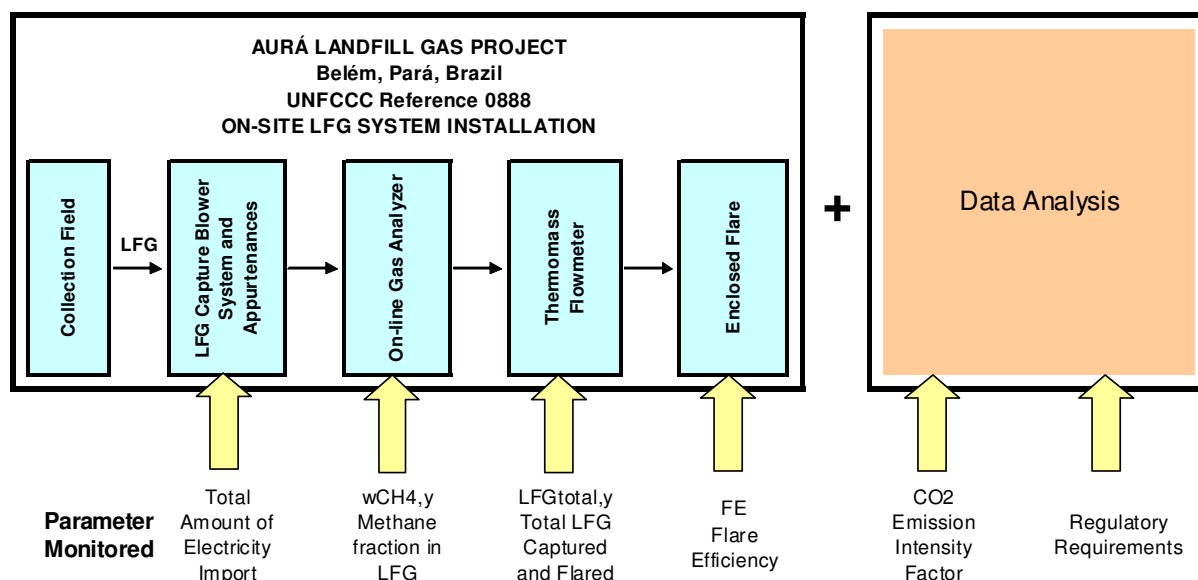 AURÁ LANDFILL GAS PROJECT
Belém, Pará, Brazil
UNFCCC Reference 0888
ON-SITE LFG SYSTEM INSTALLATION
Collection Field
LFG
LFG Capture Blower
System and
Appurtenances
On-line Gas Analyzer
Thermomass
Flowmeter
Enclosed Flare
+
Data Analysis
Parameter
Monitored
Total
Amount of
Electricity
Import
wCH4,y
Methane
fraction in
LFG
LFGtotal,y
Total LFG
Captured
and Flared
FE
Flare
Efficiency
CO2
Emission
Intensity
Factor
Regulatory
Requirements